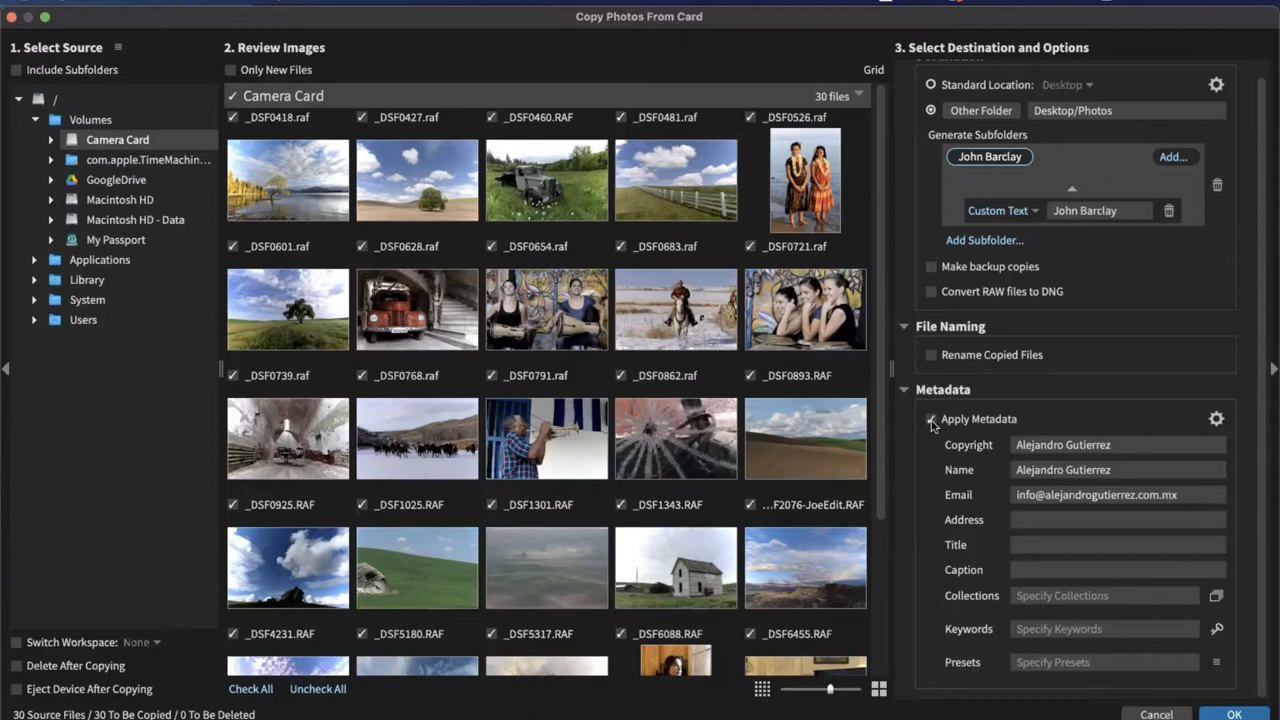 Copy Photos From Card
1. Select Source
Include Subfolders
/
Volumes
Camera Card
com.apple.TimeMachin...
GoogleDrive
Macintosh HD
Macintosh HD - Data
My Passport
Applications
Library
System
Users
Switch Workspace: None
Delete After Copying
Eject Device After Copying
30 Source Files / 30 To Be Copied / 0 To Be Deleted
2. Review Images
Only New Files
Grid
Camera Card 30 files
_DSF0418.raf _DSF0427.raf _DSF0460.RAF _DSF0481.raf _DSF0526.raf
_DSF0601.raf _DSF0628.raf _DSF0654.raf _DSF0683.raf _DSF0721.raf
_DSF0739.raf _DSF0768.raf _DSF0791.raf _DSF0862.raf _DSF0893.RAF
_DSF0925.RAF _DSF1025.RAF _DSF1301.RAF _DSF1343.RAF ...F2076-JoeEdit.RAF
_DSF4231.RAF _DSF5180.RAF _DSF5317.RAF _DSF6088.RAF _DSF6455.RAF
Check All Uncheck All
3. Select Destination and Options
Standard Location: Desktop
Other Folder Desktop/Photos
Generate Subfolders
John Barclay Add...
Custom Text John Barclay
Add Subfolder...
Make backup copies
Convert RAW files to DNG
File Naming
Rename Copied Files
Metadata
Apply Metadata
Copyright Alejandro Gutierrez
Name Alejandro Gutierrez
Email info@alejandrogutierrez.com.mx
Address
Title
Caption
Collections Specify Collections
Keywords Specify Keywords
Presets Specify Presets
Cancel OK